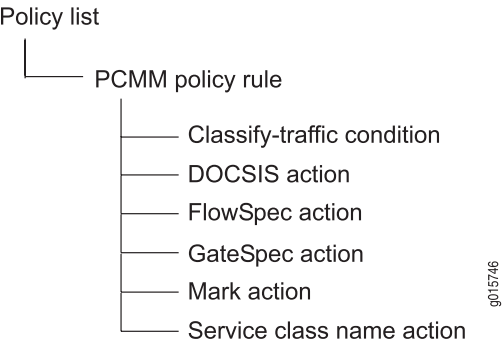 Policy list
PCMM policy rule
Classify-traffic condition
DOCSIS action
FlowSpec action
GateSpec action
Mark action
Service class name action
g015746